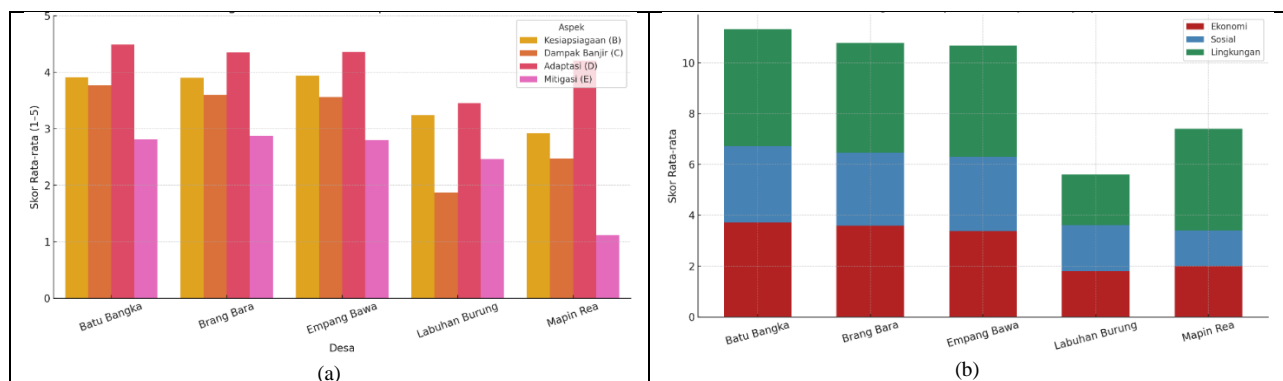 5
4
3
2
1
0
Skor Rata-rata (1–5)
Aspek
Kesiapsiagaan (B)
Dampak Banjir (C)
Adaptasi (D)
Mitigasi (E)
Batu Bangka
Brang Bara
Empang Bawa
Labuhan Burung
Mapin Rea
Desa
(a)
10
8
6
4
2
0
Skor Rata-rata
Ekonomi
Sosial
Lingkungan
Batu Bangka
Brang Bara
Empang Bawa
Labuhan Burung
Mapin Rea
(b)